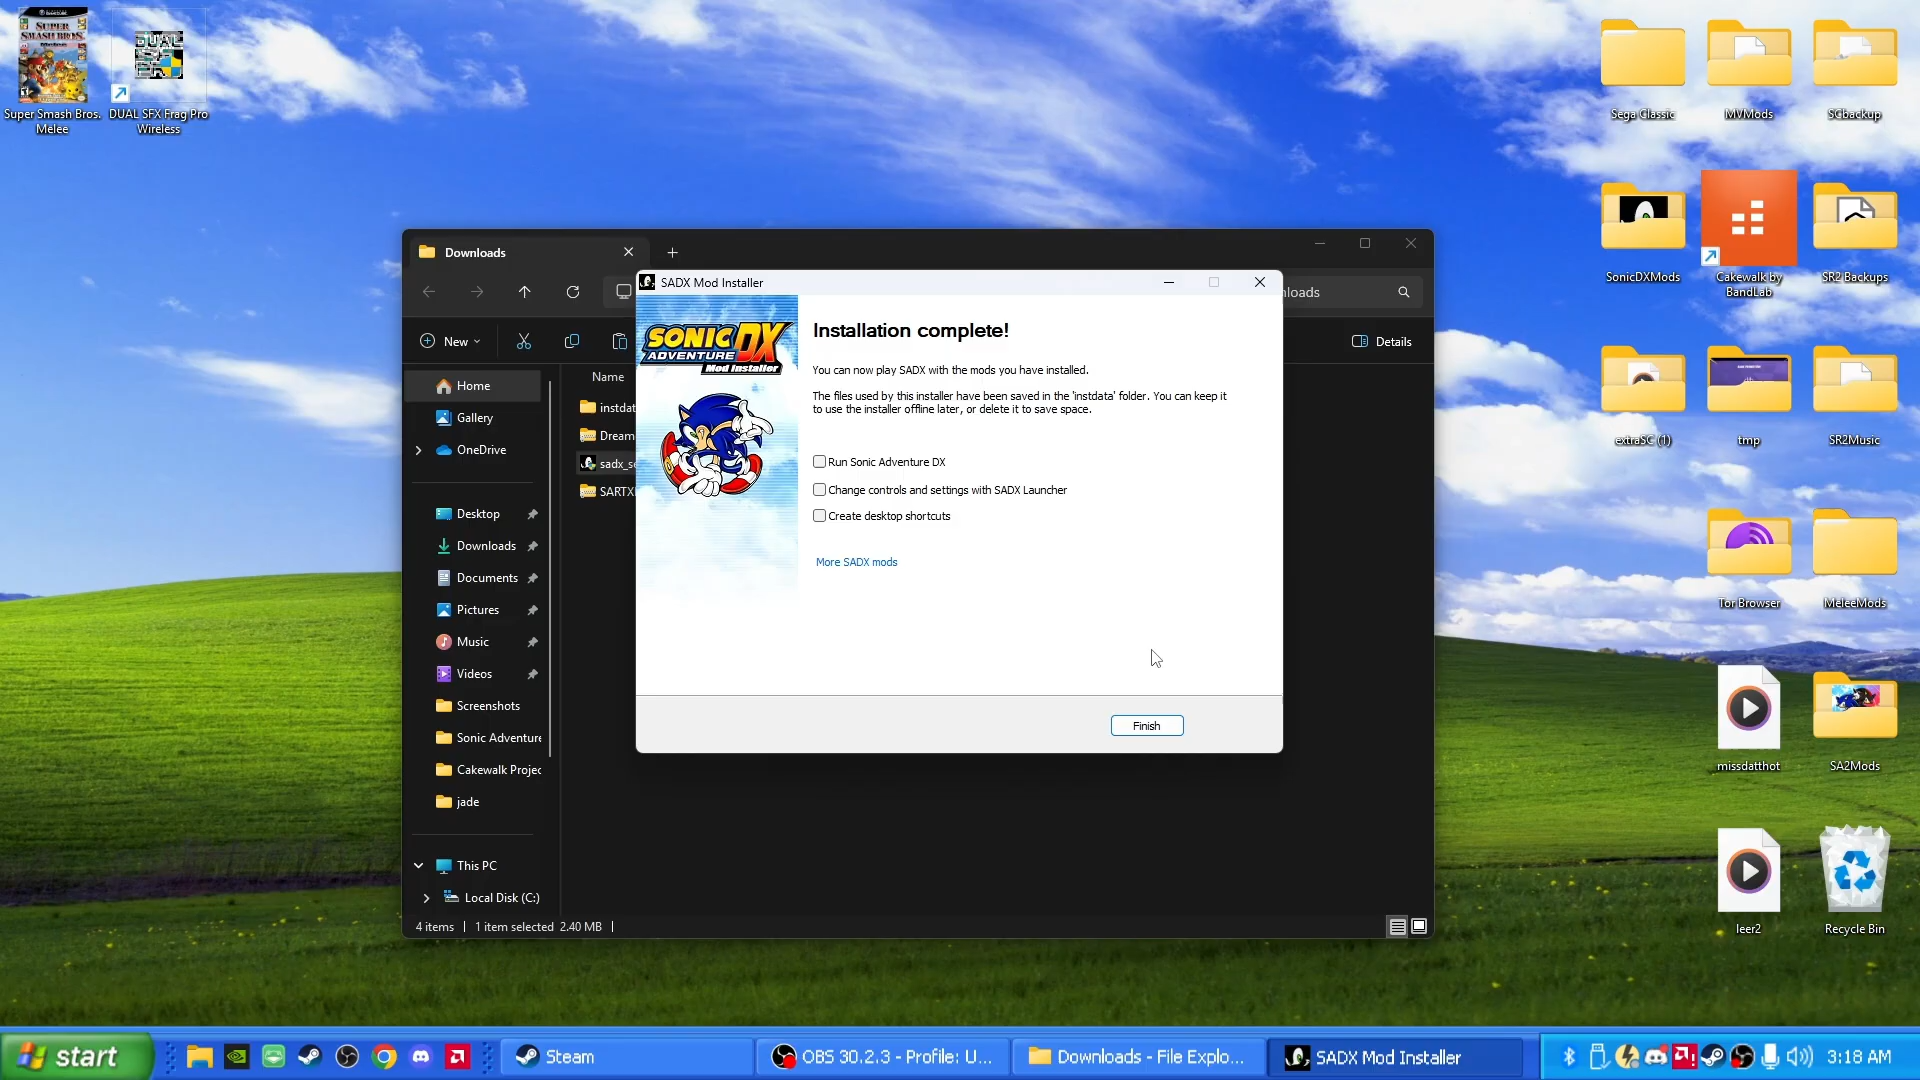 Super Smash Bros.
Melee
DUAL SFX Frag Pro
Wireless
Sega Classic
MVMods
SCbackup
SonicDXMods
Cakewalk by
BandLab
SR2 Backups
extraSC (1)
tmp
SR2Music
Tor Browser
MeleeMods
missdatthot
SA2Mods
leer2
Recycle Bin
Downloads
New
Details
Home
Gallery
OneDrive
Desktop
Downloads
Documents
Pictures
Music
Videos
Screenshots
Sonic Adventure
Cakewalk Projec
jade
This PC
Local Disk (C:)
Name
instdat
Dream
sadx_se
SARTX
nloads
4 items
1 item selected 2.40 MB
SADX Mod Installer
SONIC
ADVENTURE DX
Mod Installer
Installation complete!
You can now play SADX with the mods you have installed.
The files used by this installer have been saved in the 'instdata' folder. You can keep it
to use the installer offline later, or delete it to save space.
Run Sonic Adventure DX
Change controls and settings with SADX Launcher
Create desktop shortcuts
More SADX mods
Finish
start
Steam
OBS 30.2.3 - Profile: U...
Downloads - File Explo...
SADX Mod Installer
3:18 AM